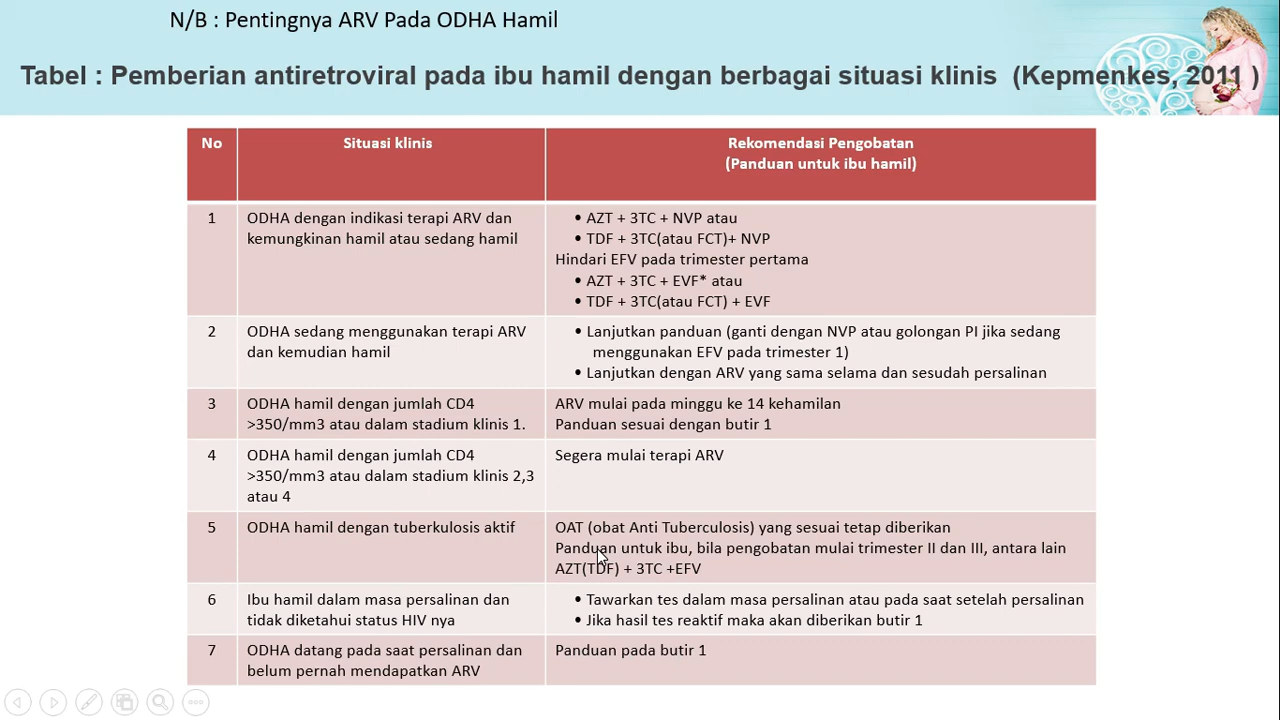 N/B : Pentingnya ARV Pada ODHA Hamil
Tabel : Pemberian antiretroviral pada ibu hamil dengan berbagai situasi klinis (Kepmenkes, 2011 )
No
Situasi klinis
Rekomendasi Pengobatan
(Panduan untuk ibu hamil)
1
ODHA dengan indikasi terapi ARV dan
kemungkinan hamil atau sedang hamil
• AZT + 3TC + NVP atau
• TDF + 3TC(atau FCT)+ NVP
Hindari EFV pada trimester pertama
• AZT + 3TC + EVF* atau
• TDF + 3TC(atau FCT) + EVF
2
ODHA sedang menggunakan terapi ARV
dan kemudian hamil
• Lanjutkan panduan (ganti dengan NVP atau golongan PI jika sedang
menggunakan EFV pada trimester 1)
• Lanjutkan dengan ARV yang sama selama dan sesudah persalinan
3
ODHA hamil dengan jumlah CD4
>350/mm3 atau dalam stadium klinis 1.
ARV mulai pada minggu ke 14 kehamilan
Panduan sesuai dengan butir 1
4
ODHA hamil dengan jumlah CD4
>350/mm3 atau dalam stadium klinis 2,3
atau 4
Segera mulai terapi ARV
5
ODHA hamil dengan tuberkulosis aktif
OAT (obat Anti Tuberculosis) yang sesuai tetap diberikan
Panduan untuk ibu, bila pengobatan mulai trimester II dan III, antara lain
AZT(TDF) + 3TC +EFV
6
Ibu hamil dalam masa persalinan dan
tidak diketahui status HIV nya
• Tawarkan tes dalam masa persalinan atau pada saat setelah persalinan
• Jika hasil tes reaktif maka akan diberikan butir 1
7
ODHA datang pada saat persalinan dan
belum pernah mendapatkan ARV
Panduan pada butir 1